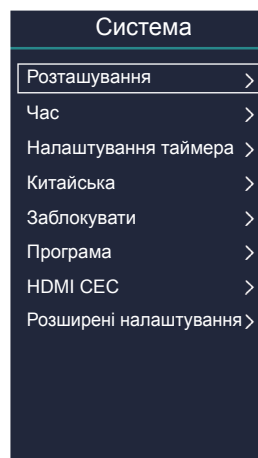 Система
Розташування
Час
Налаштування таймера
Китайська
Заблокувати
Програма
HDMI CEC
Розширені налаштування